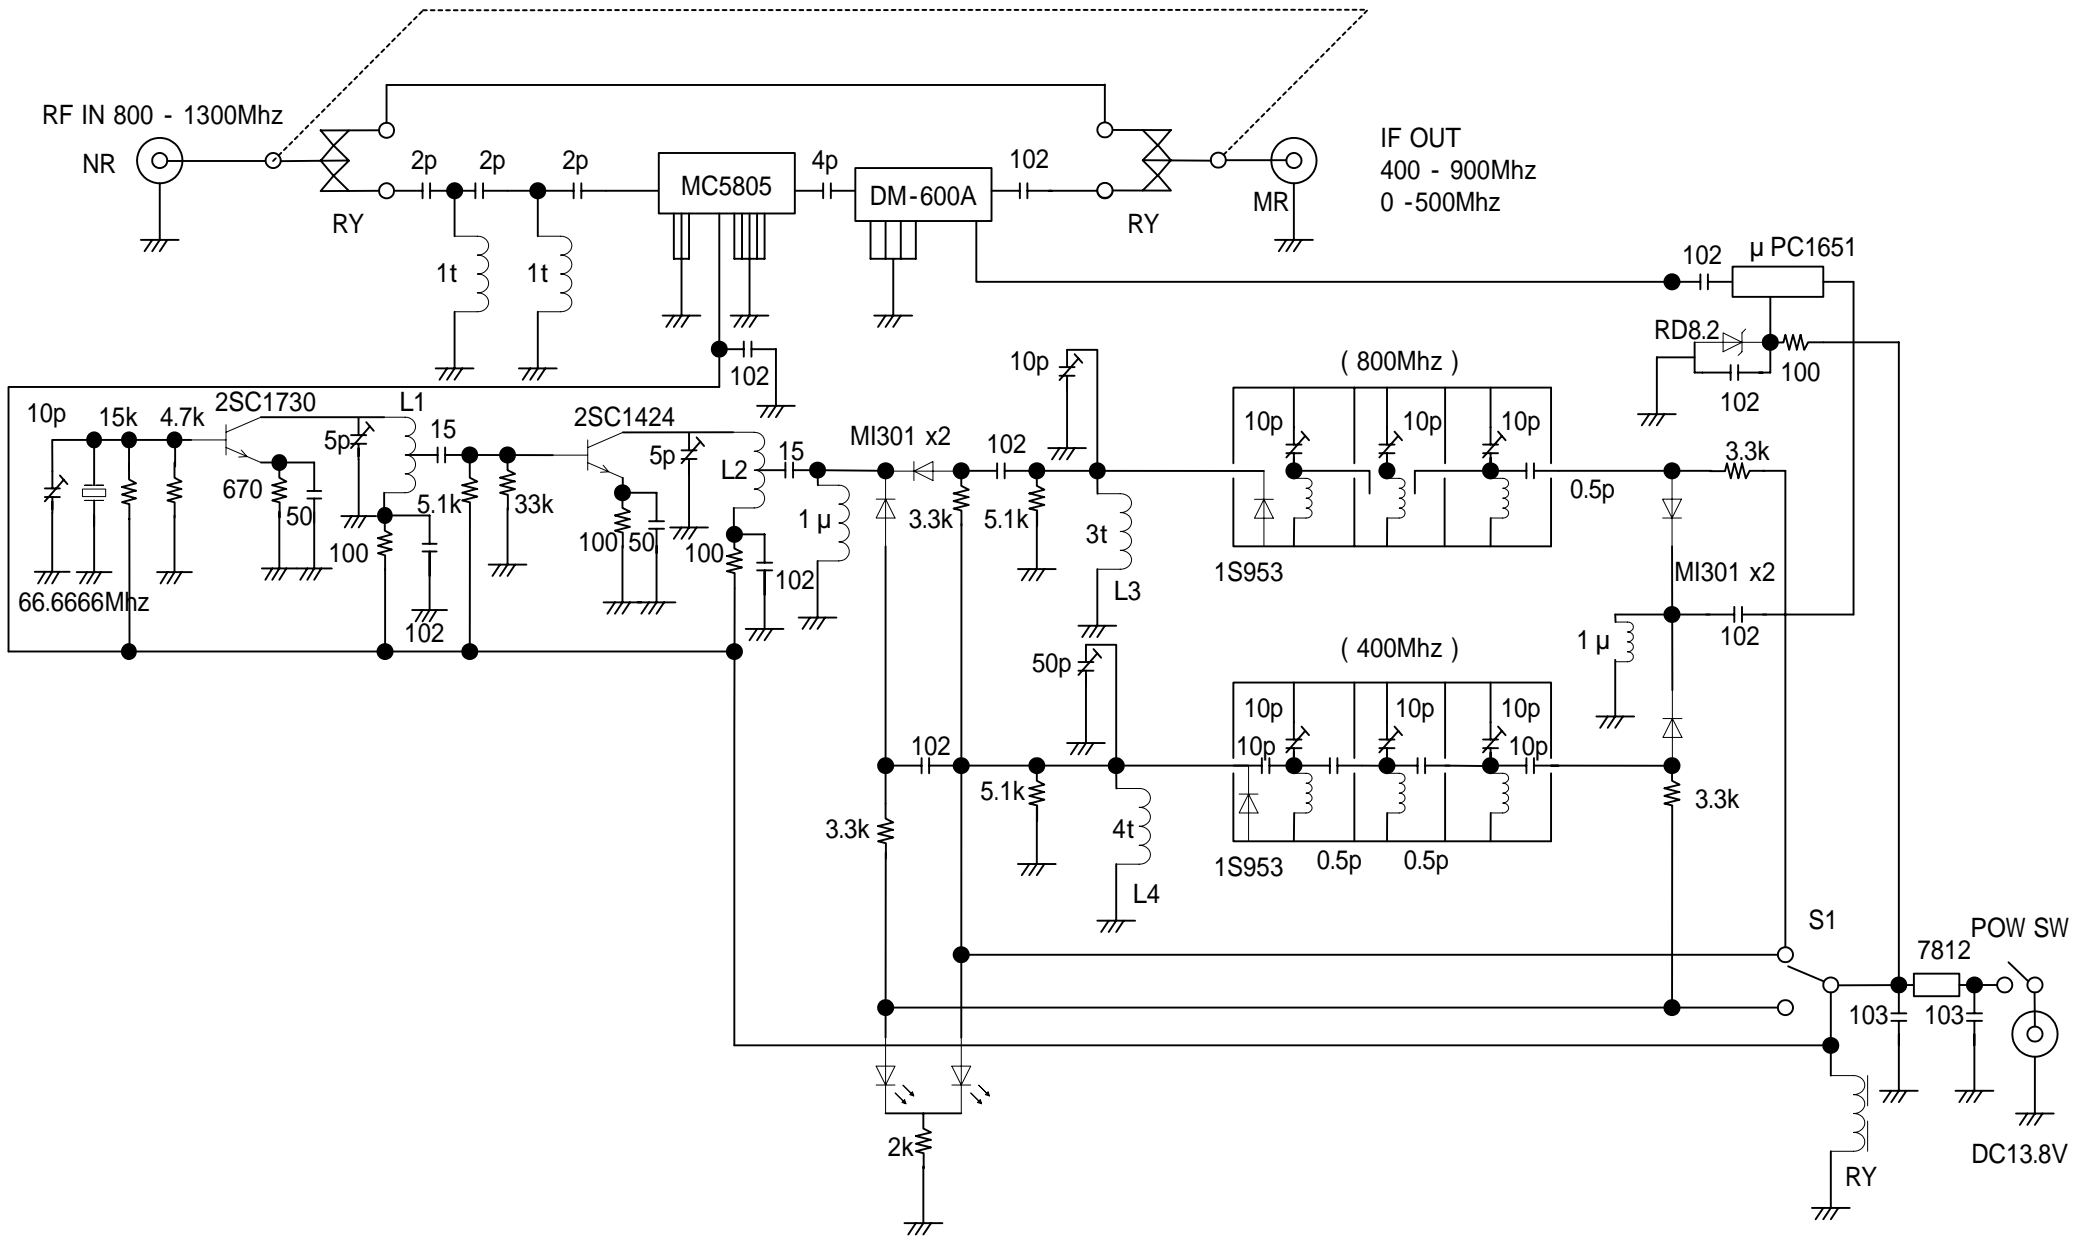 RF IN 800 - 1300Mhz
NR
RY
2p
2p
2p
1t
1t
MC5805
4p
DM-600A
102
RY
MR
IF OUT
400 - 900Mhz
0 -500Mhz
102
µ PC1651
RD8.2
100
102
102
10p
15k
4.7k
2SC1730
5p
L1
15
670
50
100
5.1k
33k
102
66.6666Mhz
2SC1424
5p
L2
15
100
50
100
102
1 µ
MI301 x2
3.3k
102
5.1k
10p
3t
L3
( 800Mhz )
10p
10p
10p
0.5p
1S953
3.3k
MI301 x2
102
1 µ
( 400Mhz )
50p
102
5.1k
4t
L4
3.3k
10p
10p
10p
10p
10p
1S953
0.5p
0.5p
3.3k
S1
7812
POW SW
103
103
DC13.8V
RY
2k